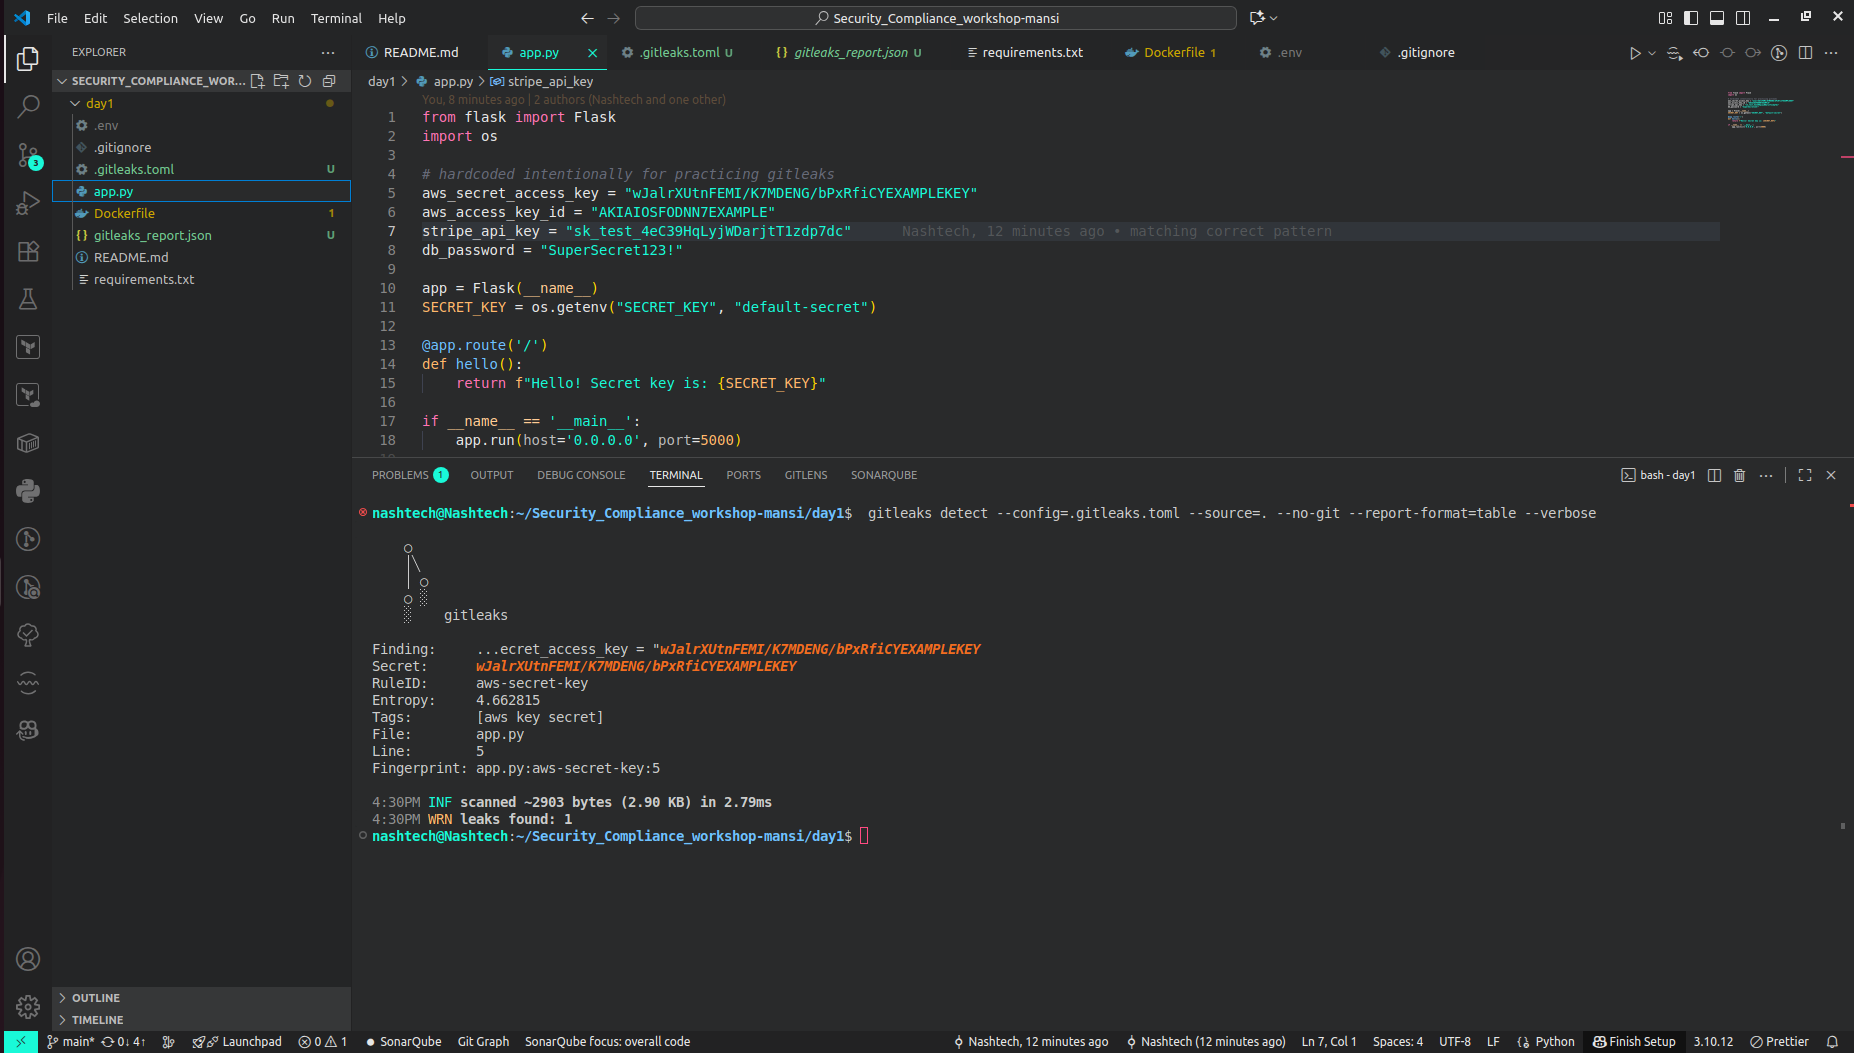 File Edit Selection View Go Run Terminal Help
Security_Compliance_workshop-mansi
EXPLORER
SECURITY_COMPLIANCE_WOR...
day1
.env
.gitignore
.gitleaks.toml U
app.py
Dockerfile 1
gitleaks_report.json U
README.md
requirements.txt
OUTLINE
TIMELINE
3
README.md app.py .gitleaks.toml U gitleaks_report.json U requirements.txt Dockerfile 1 .env .gitignore
day1 > app.py > stripe_api_key
You, 8 minutes ago | 2 authors (Nashtech and one other)
1 from flask import Flask
2 import os
3
4 # hardcoded intentionally for practicing gitleaks
5 aws_secret_access_key = "wJalrXUtnFEMI/K7MDENG/bPxRfiCYEXAMPLEKEY"
6 aws_access_key_id = "AKIAIOSFODNN7EXAMPLE"
7 stripe_api_key = "sk_test_4eC39HqLyjWDarjtT1zdp7dc" Nashtech, 12 minutes ago • matching correct pattern
8 db_password = "SuperSecret123!"
9
10 app = Flask(__name__)
11 SECRET_KEY = os.getenv("SECRET_KEY", "default-secret")
12
13 @app.route('/')
14 def hello():
15 return f"Hello! Secret key is: {SECRET_KEY}"
16
17 if __name__ == '__main__':
18 app.run(host='0.0.0.0', port=5000)
PROBLEMS 1 OUTPUT DEBUG CONSOLE TERMINAL PORTS GITLENS SONARQUBE
bash - day1
nashtech@Nashtech:~/Security_Compliance_workshop-mansi/day1$ gitleaks detect --config=.gitleaks.toml --source=. --no-git --report-format=table --verbose
gitleaks
Finding: ...ecret_access_key = "wJalrXUtnFEMI/K7MDENG/bPxRfiCYEXAMPLEKEY
Secret: wJalrXUtnFEMI/K7MDENG/bPxRfiCYEXAMPLEKEY
RuleID: aws-secret-key
Entropy: 4.662815
Tags: [aws key secret]
File: app.py
Line: 5
Fingerprint: app.py:aws-secret-key:5
4:30PM INF scanned ~2903 bytes (2.90 KB) in 2.79ms
4:30PM WRN leaks found: 1
nashtech@Nashtech:~/Security_Compliance_workshop-mansi/day1$
main* 0↓ 4↑ Launchpad 0 1 SonarQube Git Graph SonarQube focus: overall code Nashtech, 12 minutes ago Nashtech (12 minutes ago) Ln 7, Col 1 Spaces: 4 UTF-8 LF Python Finish Setup 3.10.12 Prettier